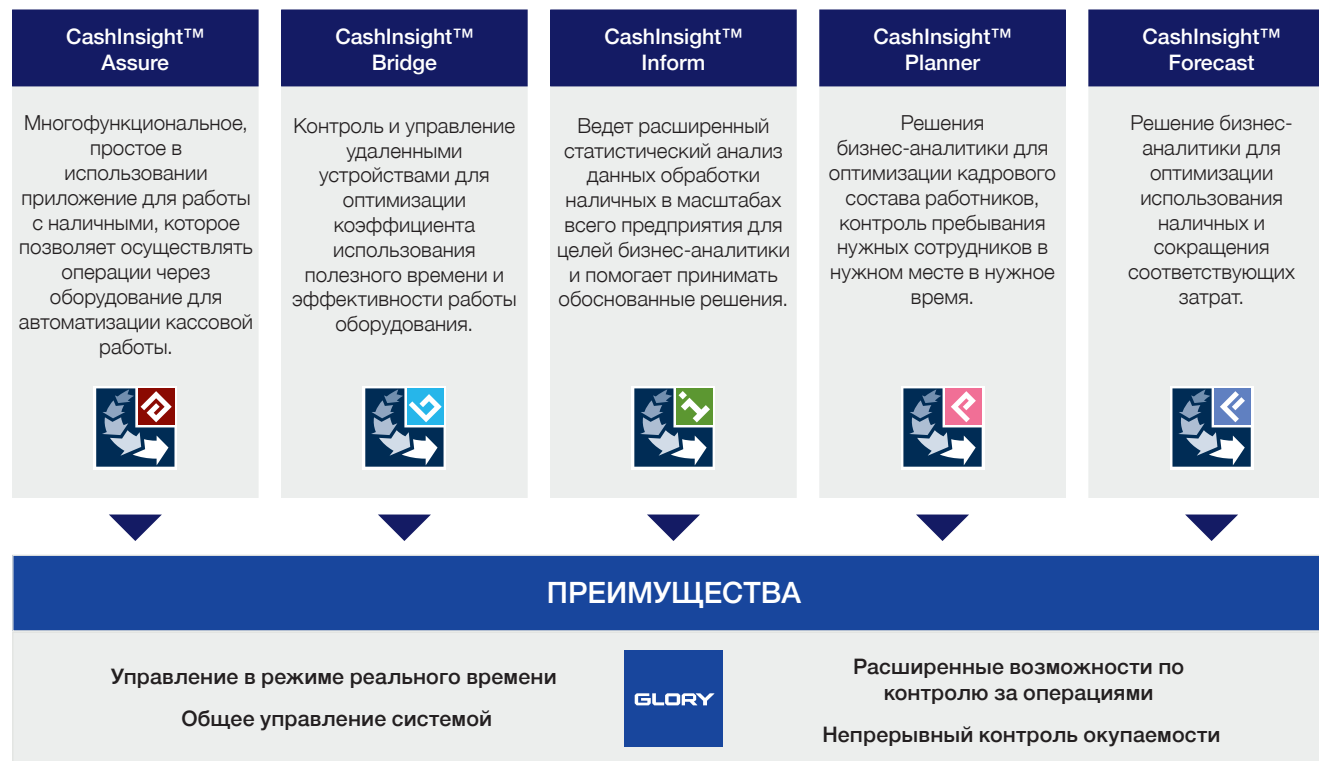 CashInsight™
Assure
Многофункциональное,
простое в
использовании
приложение для работы
с наличными, которое
позволяет осуществлять
операции через
оборудование для
автоматизации кассовой
работы.
CashInsight™
Bridge
Контроль и управление
удаленными
устройствами для
оптимизации
коэффициента
использования
полезного времени и
эффективности работы
оборудования.
CashInsight™
Inform
Ведет расширенный
статистический анализ
данных обработки
наличных в масштабах
всего предприятия для
целей бизнес-аналитики
и помогает принимать
обоснованные решения.
CashInsight™
Planner
Решения
бизнес-аналитики для
оптимизации кадрового
состава работников,
контроль пребывания
нужных сотрудников в
нужном месте в нужное
время.
CashInsight™
Forecast
Решение бизнес-
аналитики для
оптимизации
использования
наличных и
сокращения
соответствующих
затрат.
ПРЕИМУЩЕСТВА
Управление в режиме реального времени
Общее управление системой
GLORY
Расширенные возможности по
контролю за операциями
Непрерывный контроль окупаемости